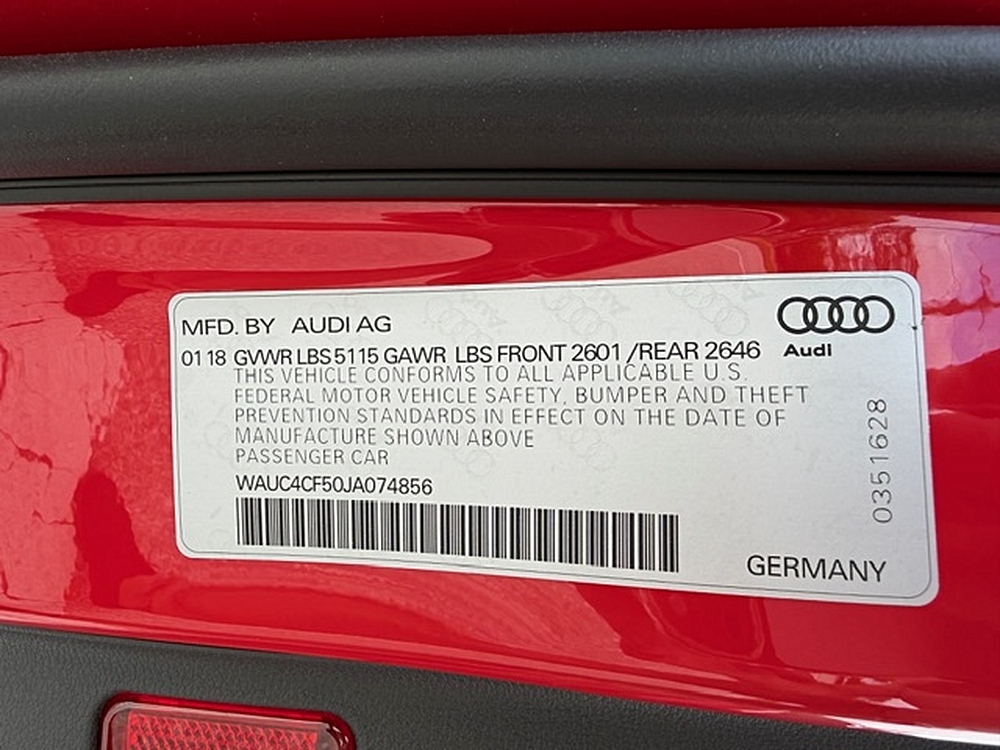 MFD. BY AUDI AG
01 18 GVWR LBS 5115 GAWR LBS FRONT 2601 /REAR 2646
Audi
THIS VEHICLE CONFORMS TO ALL APPLICABLE U.S.
FEDERAL MOTOR VEHICLE SAFETY, BUMPER AND THEFT
PREVENTION STANDARDS IN EFFECT ON THE DATE OF
MANUFACTURE SHOWN ABOVE
PASSENGER CAR
WAUC4CF50JA074856
0351628
GERMANY